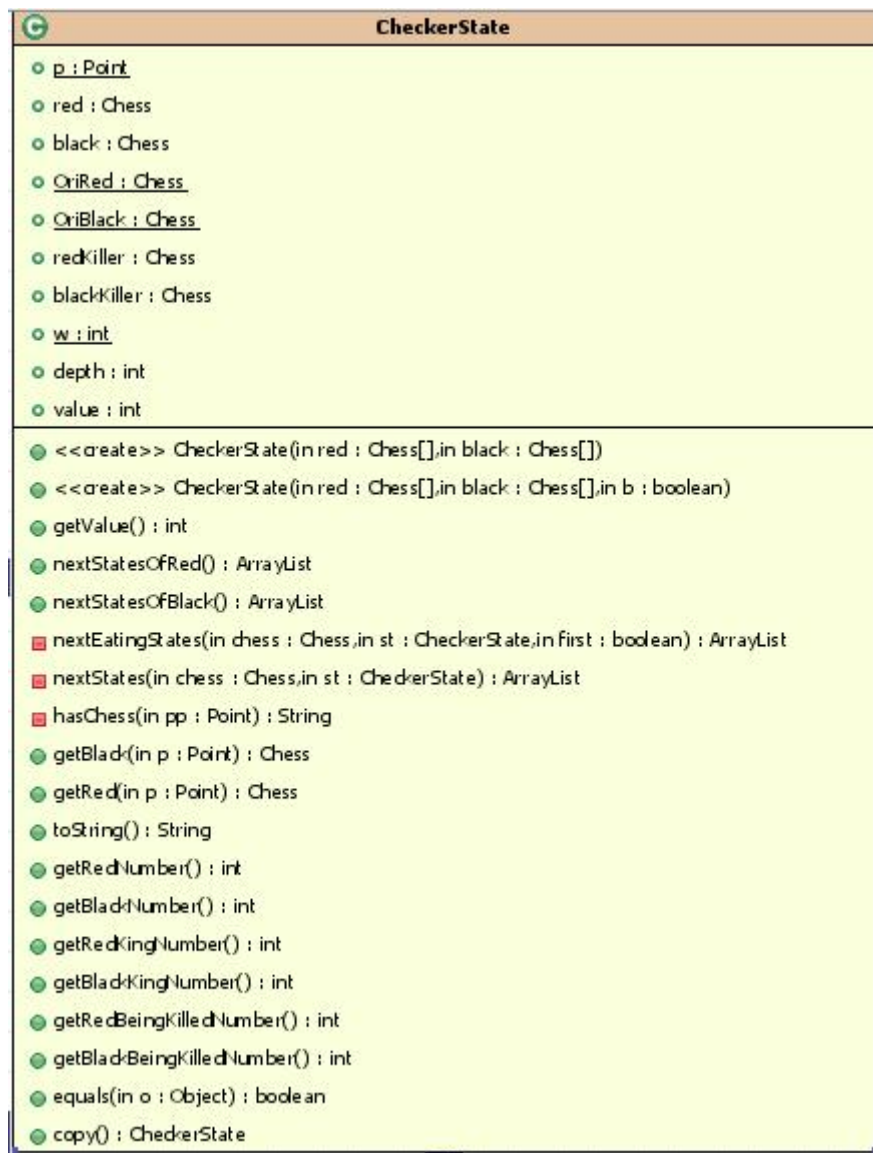 C CheckerState
p : Point
red : Chess
black : Chess
OriRed : Chess
OriBlack : Chess
redKiller : Chess
blackKiller : Chess
w : int
depth : int
value : int
<<create>> CheckerState(in red : Chess[],in black : Chess[])
<<create>> CheckerState(in red : Chess[],in black : Chess[],in b : boolean)
getValue() : int
nextStatesOfRed() : ArrayList
nextStatesOfBlack() : ArrayList
nextEatingStates(in chess : Chess,in st : CheckerState,in first : boolean) : ArrayList
nextStates(in chess : Chess,in st : CheckerState) : ArrayList
hasChess(in pp : Point) : String
getBlack(in p : Point) : Chess
getRed(in p : Point) : Chess
toString() : String
getRedNumber() : int
getBlackNumber() : int
getRedKingNumber() : int
getBlackKingNumber() : int
getRedBeingKilledNumber() : int
getBlackBeingKilledNumber() : int
equals(in o : Object) : boolean
copy() : CheckerState